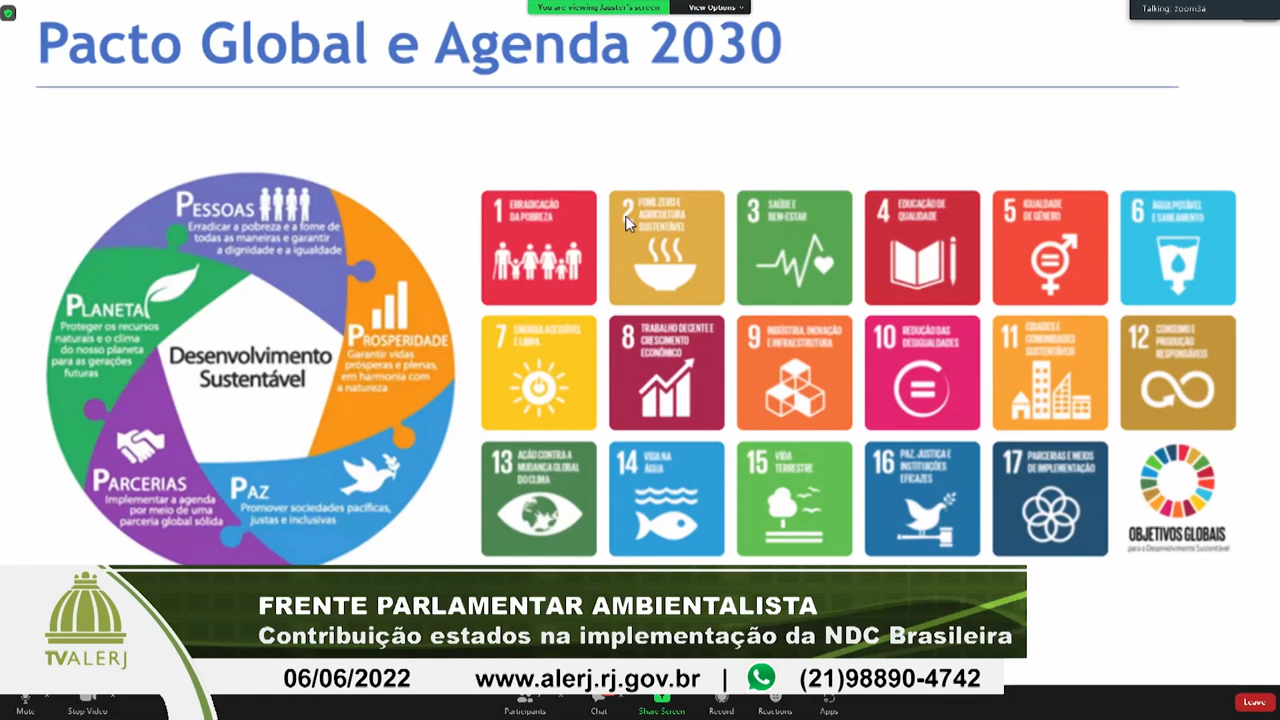 You are viewing Jauster's screen
View Options
Talking: zoom3a
Pacto Global e Agenda 2030
PESSOAS
Erradicar a pobreza e a fome de
todas as maneiras e garantir
a dignidade e a igualdade
PLANETA
Proteger os recursos
naturais e o clima
do nosso planeta
para as gerações
futuras
PROSPERIDADE
Garantir vidas
prósperas e plenas,
em harmonia com
a natureza
Desenvolvimento
Sustentável
PARCERIAS
Implementar a agenda
por meio de uma
parceria global sólida
PAZ
Promover sociedades pacíficas,
justas e inclusivas
1 ERRADICAÇÃO
DA POBREZA
2 FOME ZERO E
AGRICULTURA
SUSTENTÁVEL
3 SAÚDE E
BEM-ESTAR
4 EDUCAÇÃO DE
QUALIDADE
5 IGUALDADE
DE GÊNERO
6 ÁGUA POTÁVEL
E SANEAMENTO
7 ENERGIA ACESSÍVEL
E LIMPA
8 TRABALHO DECENTE E
CRESCIMENTO
ECONÔMICO
9 INDÚSTRIA, INOVAÇÃO
E INFRAESTRUTURA
10 REDUÇÃO DAS
DESIGUALDADES
11 CIDADES E
COMUNIDADES
SUSTENTÁVEIS
12 CONSUMO E
PRODUÇÃO
RESPONSÁVEIS
13 AÇÃO CONTRA A
MUDANÇA GLOBAL
DO CLIMA
14 VIDA NA
ÁGUA
15 VIDA
TERRESTRE
16 PAZ, JUSTIÇA E
INSTITUIÇÕES
EFICAZES
17 PARCERIAS E MEIOS
DE IMPLEMENTAÇÃO
OBJETIVOS GLOBAIS
para o Desenvolvimento Sustentável
TVALERJ
FRENTE PARLAMENTAR AMBIENTALISTA
Contribuição estados na implementação da NDC Brasileira
06/06/2022 www.alerj.rj.gov.br | (21)98890-4742
Mute
Stop Video
Participants
Chat
Share Screen
Record
Reactions
Apps
Leave